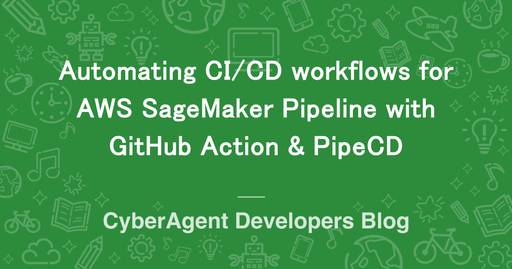 Automating CI/CD workflows for
AWS SageMaker Pipeline with
GitHub Action & PipeCD
CyberAgent Developers Blog